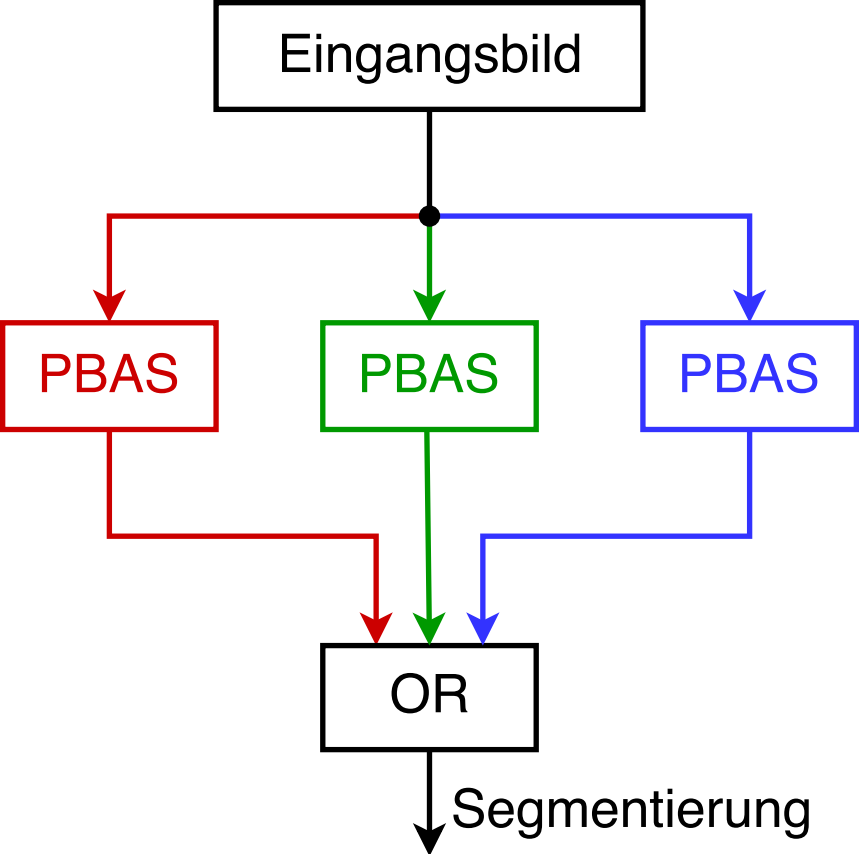 Eingangsbild
PBAS
PBAS
PBAS
OR
Segmentierung